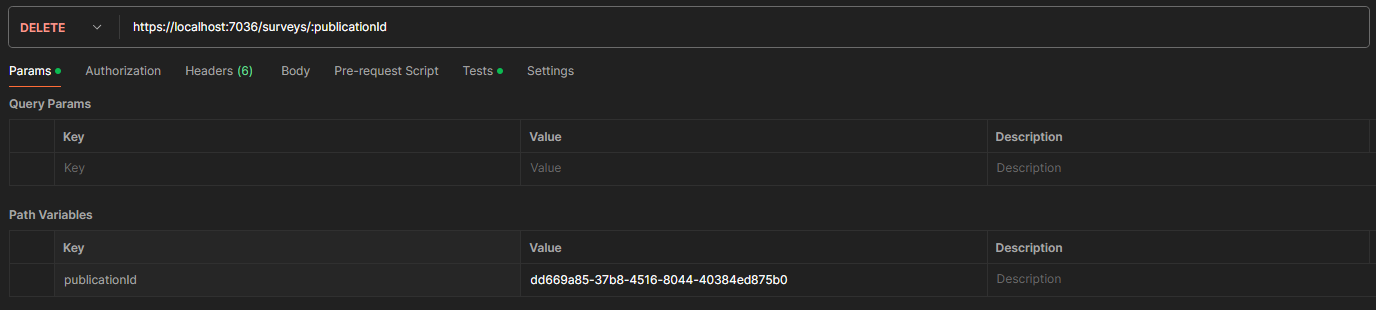 DELETE https://localhost:7036/surveys/:publicationId
Params Authorization Headers (6) Body Pre-request Script Tests Settings
Query Params
Key Value Description
Key Value Description
Path Variables
Key Value Description
publicationId dd669a85-37b8-4516-8044-40384ed875b0 Description